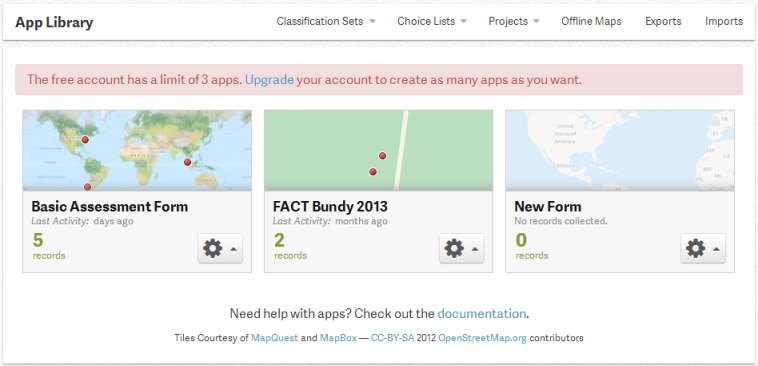 App Library
Classification Sets Choice Lists Projects Offline Maps Exports Imports
The free account has a limit of 3 apps. Upgrade your account to create as many apps as you want.
Basic Assessment Form
Last Activity: days ago
5
records
FACT Bundy 2013
Last Activity: months ago
2
records
United
States of
America
New Form
No records collected.
0
records
Need help with apps? Check out the documentation.
Tiles Courtesy of MapQuest and MapBox — CC-BY-SA 2012 OpenStreetMap.org contributors